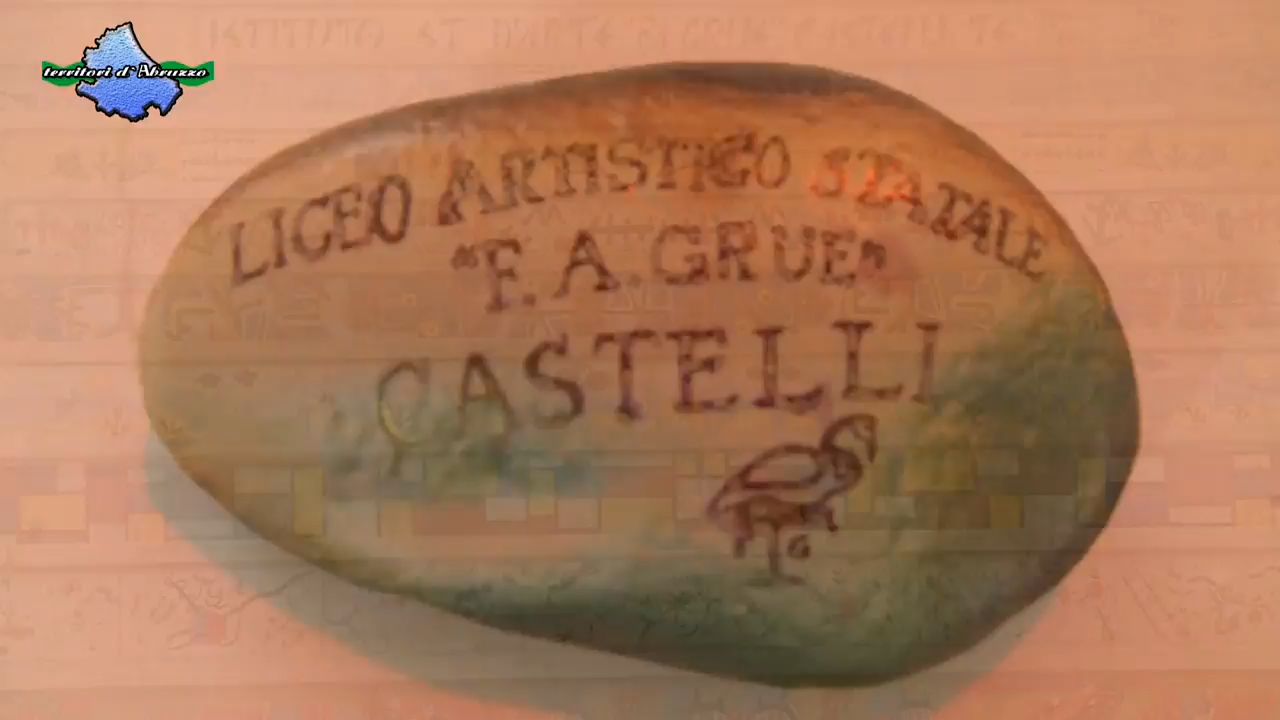 territori d'Abruzzo
LICEO ARTISTICO STATALE
"F. A. GRUE"
CASTELLI